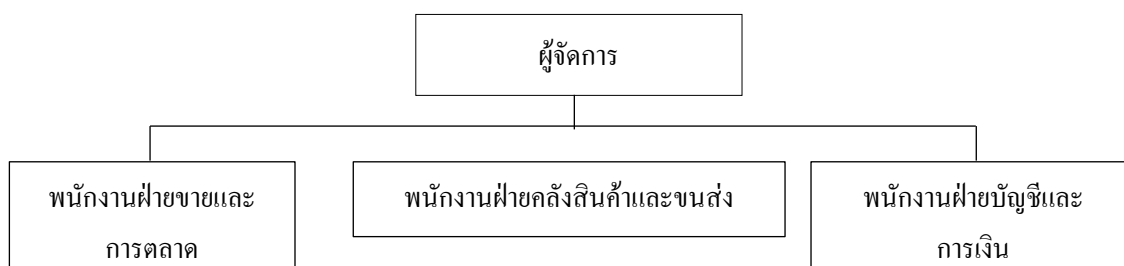 ผู้จัดการ
พนักงานฝ่ายขายและ
การตลาด
พนักงานฝ่ายคลังสินค้าและขนส่ง
พนักงานฝ่ายบัญชีและ
การเงิน